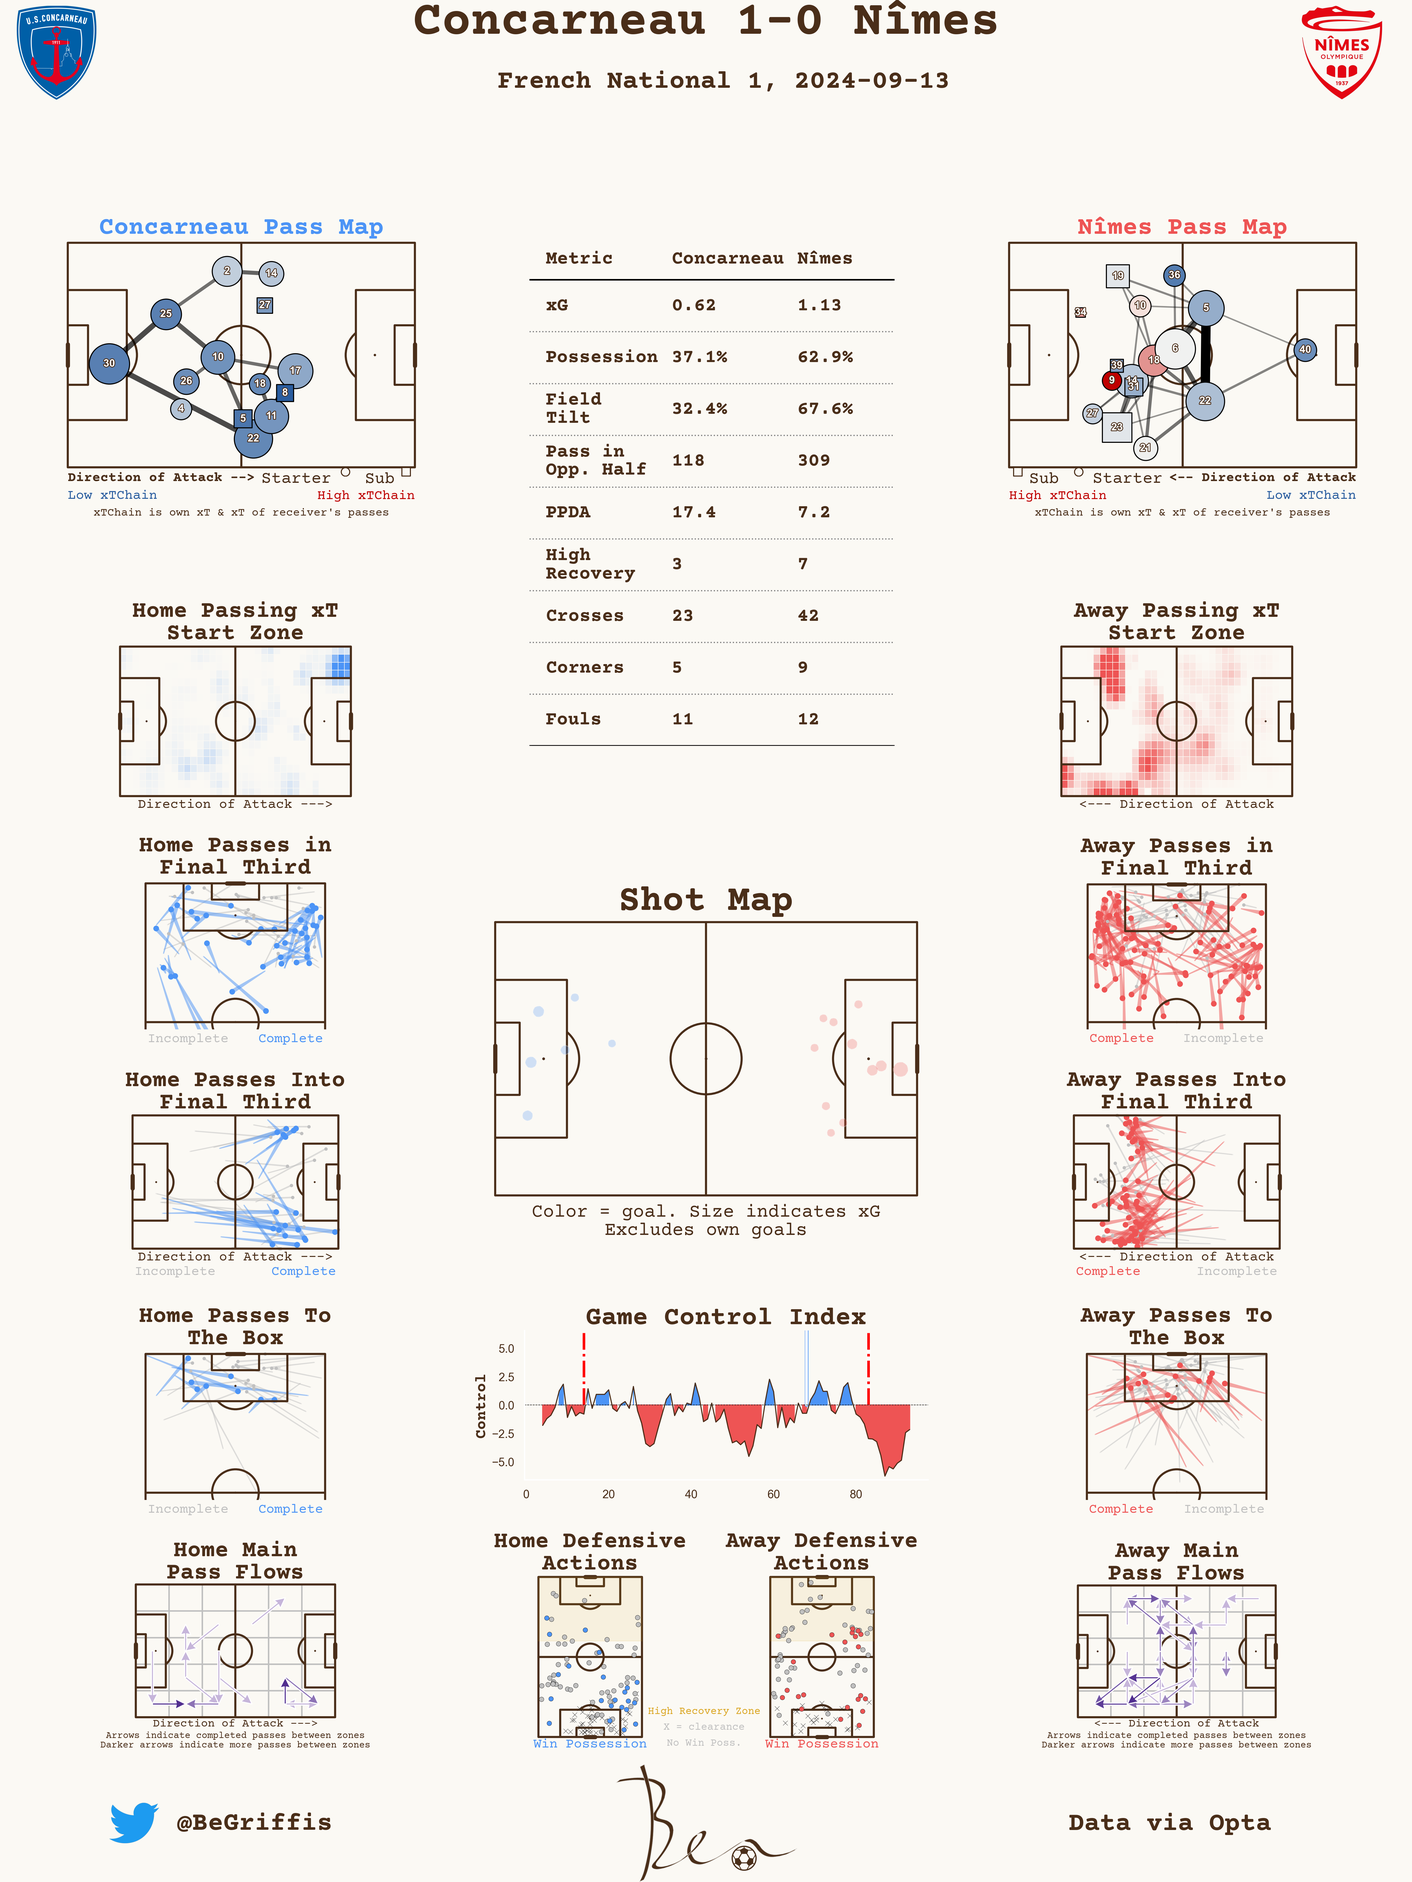 Concarneau 1-0 Nîmes
French National 1, 2024-09-13
U.S.CONCARNEAU
1911
NÎMES
OLYMPIQUE
1937
Concarneau Pass Map
2
14
27
25
30
10
17
26
18
8
4
5
11
22
Direction of Attack --> Starter Sub
Low xTChain High xTChain
xTChain is own xT & xT of receiver's passes
Metric Concarneau Nîmes
xG 0.62 1.13
Possession 37.1% 62.9%
Field
Tilt 32.4% 67.6%
Pass in
Opp. Half 118 309
PPDA 17.4 7.2
High
Recovery 3 7
Crosses 23 42
Corners 5 9
Fouls 11 12
Nîmes Pass Map
19
36
10
34
5
6
40
18
39
9
14
31
22
27
23
21
Sub Starter <-- Direction of Attack
High xTChain Low xTChain
xTChain is own xT & xT of receiver's passes
Home Passing xT
Start Zone
Direction of Attack --->
Away Passing xT
Start Zone
<--- Direction of Attack
Home Passes in
Final Third
Incomplete Complete
Away Passes in
Final Third
Complete Incomplete
Shot Map
Color = goal. Size indicates xG
Excludes own goals
Home Passes Into
Final Third
Direction of Attack --->
Incomplete Complete
Away Passes Into
Final Third
<--- Direction of Attack
Complete Incomplete
Home Passes To
The Box
Incomplete Complete
Game Control Index
Control
5.0
2.5
0.0
−2.5
−5.0
0 20 40 60 80
Away Passes To
The Box
Complete Incomplete
Home Main
Pass Flows
Direction of Attack --->
Arrows indicate completed passes between zones
Darker arrows indicate more passes between zones
Home Defensive
Actions
Win Possession
High Recovery Zone
X = clearance
No Win Poss.
Away Defensive
Actions
Win Possession
Away Main
Pass Flows
<--- Direction of Attack
Arrows indicate completed passes between zones
Darker arrows indicate more passes between zones
@BeGriffis
Ben
Data via Opta